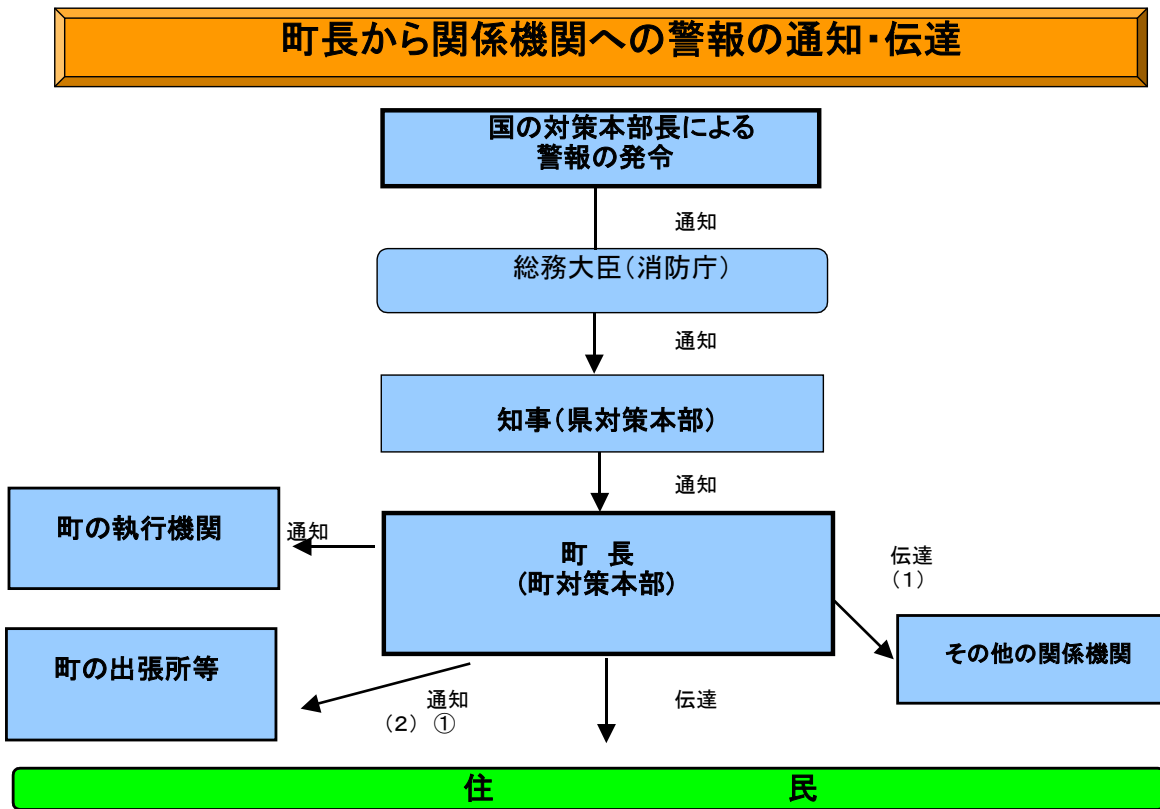 町長から関係機関への警報の通知・伝達
国の対策本部長による
警報の発令
通知
総務大臣（消防庁）
通知
知事（県対策本部）
通知
町の執行機関
通知
町　長
(町対策本部）
伝達
（1）
その他の関係機関
町の出張所等
通知
（2）①
伝達
住　民